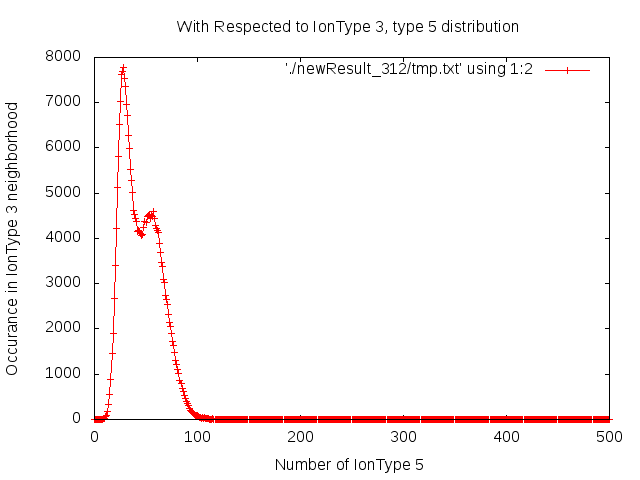 With Respected to IonType 3, type 5 distribution
'./newResult_312/tmp.txt' using 1:2
8000
7000
6000
5000
4000
3000
2000
1000
0
Occurance in IonType 3 neighborhood
0 100 200 300 400 500
Number of IonType 5